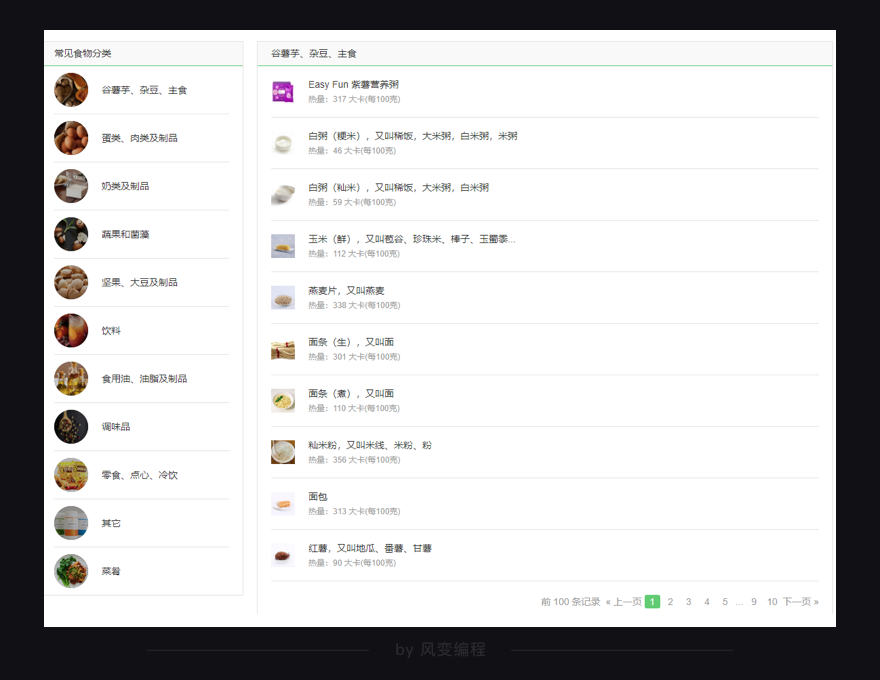 常见食物分类
谷薯芋、杂豆、主食
蛋类、肉类及制品
奶类及制品
蔬果和菌藻
坚果、大豆及制品
饮料
食用油、油脂及制品
调味品
零食、点心、冷饮
其它
菜肴
谷薯芋、杂豆、主食
Easy Fun 紫薯营养粥
热量：317 大卡(每100克)
白粥（粳米），又叫稀饭，大米粥，白米粥，米粥
热量：46 大卡(每100克)
白粥（籼米），又叫稀饭，大米粥，白米粥
热量：59 大卡(每100克)
玉米（鲜），又叫苞谷、珍珠米、棒子、玉蜀黍...
热量：112 大卡(每100克)
燕麦片，又叫燕麦
热量：338 大卡(每100克)
面条（生），又叫面
热量：301 大卡(每100克)
面条（煮），又叫面
热量：110 大卡(每100克)
籼米粉，又叫米线、米粉、粉
热量：356 大卡(每100克)
面包
热量：313 大卡(每100克)
红薯，又叫地瓜、番薯、甘薯
热量：90 大卡(每100克)
前 100 条记录 « 上一页 1 2 3 4 5 ... 9 10 下一页 »
by 风变编程